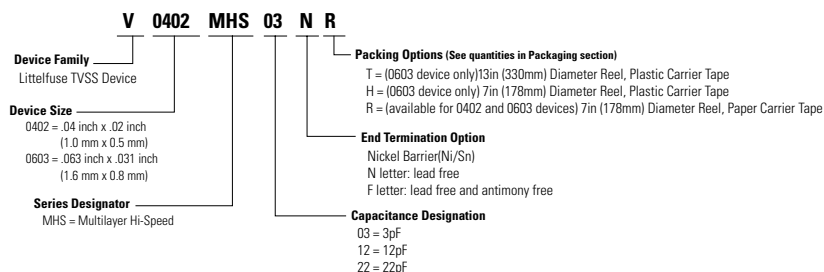 V 0402 MHS 03 N R
Device Family
Littelfuse TVSS Device
Device Size
0402 = .04 inch x .02 inch
(1.0 mm x 0.5 mm)
0603 = .063 inch x .031 inch
(1.6 mm x 0.8 mm)
Series Designator
MHS = Multilayer Hi-Speed
Packing Options (See quantities in Packaging section)
T = (0603 device only)13in (330mm) Diameter Reel, Plastic Carrier Tape
H = (0603 device only) 7in (178mm) Diameter Reel, Plastic Carrier Tape
R = (available for 0402 and 0603 devices) 7in (178mm) Diameter Reel, Paper Carrier Tape
End Termination Option
Nickel Barrier(Ni/Sn)
N letter: lead free
F letter: lead free and antimony free
Capacitance Designation
03 = 3pF
12 = 12pF
22 = 22pF